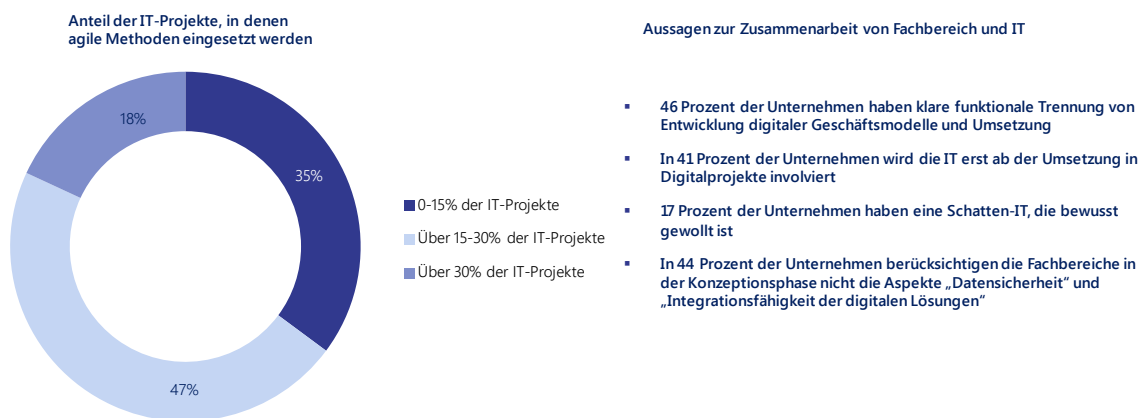 Anteil der IT-Projekte, in denen
agile Methoden eingesetzt werden
18%
35%
47%
0-15% der IT-Projekte
Über 15-30% der IT-Projekte
Über 30% der IT-Projekte
Aussagen zur Zusammenarbeit von Fachbereich und IT
▪ 46 Prozent der Unternehmen haben klare funktionale Trennung von
Entwicklung digitaler Geschäftsmodelle und Umsetzung
▪ In 41 Prozent der Unternehmen wird die IT erst ab der Umsetzung in
Digitalprojekte involviert
▪ 17 Prozent der Unternehmen haben eine Schatten-IT, die bewusst
gewollt ist
▪ In 44 Prozent der Unternehmen berücksichtigen die Fachbereiche in
der Konzeptionsphase nicht die Aspekte „Datensicherheit“ und
„Integrationsfähigkeit der digitalen Lösungen“